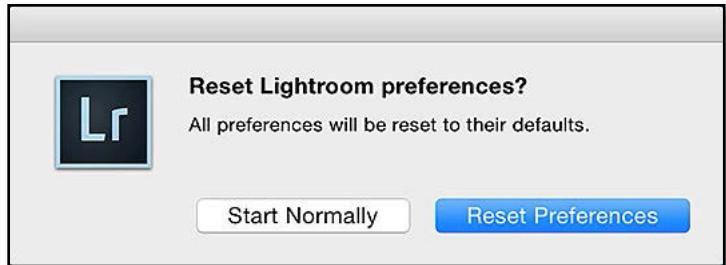 Reset Lightroom preferences?
Lr
All preferences will be reset to their defaults.
Start Normally
Reset Preferences